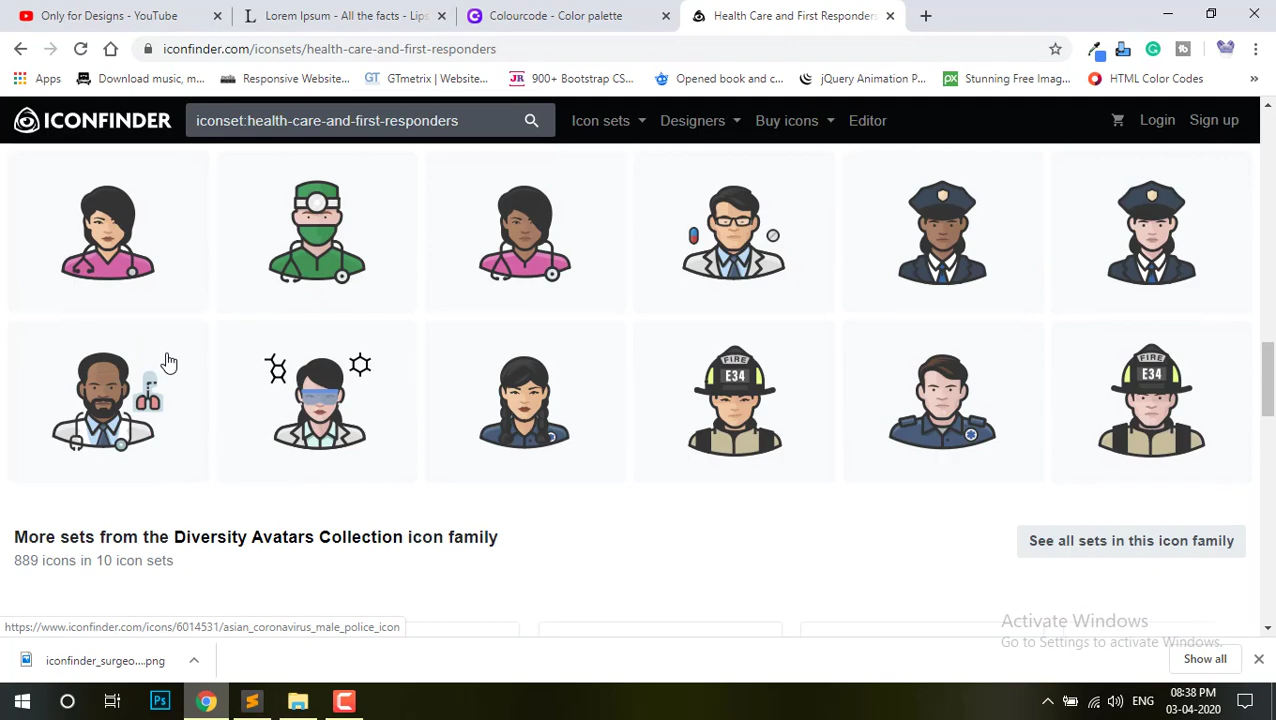 Only for Designs - YouTube
Lorem Ipsum - All the facts - Lips
Colourcode - Color palette
Health Care and First Responders
iconfinder.com/iconsets/health-care-and-first-responders
Apps
Download music, m...
Responsive Website...
GT
GTmetrix | Website...
JR
900+ Bootstrap CS...
Opened book and c...
jQuery Animation P...
px
Stunning Free Imag...
HTML Color Codes
ICONFINDER
iconset:health-care-and-first-responders
Icon sets
Designers
Buy icons
Editor
Login
Sign up
FIRE
E34
FIRE
E34
More sets from the Diversity Avatars Collection icon family
889 icons in 10 icon sets
See all sets in this icon family
https://www.iconfinder.com/icons/6014531/asian_coronavirus_male_police_icon
Activate Windows
Go to Settings to activate Windows.
iconfinder_surgeo....png
Show all
Ps
ENG
08:38 PM
03-04-2020